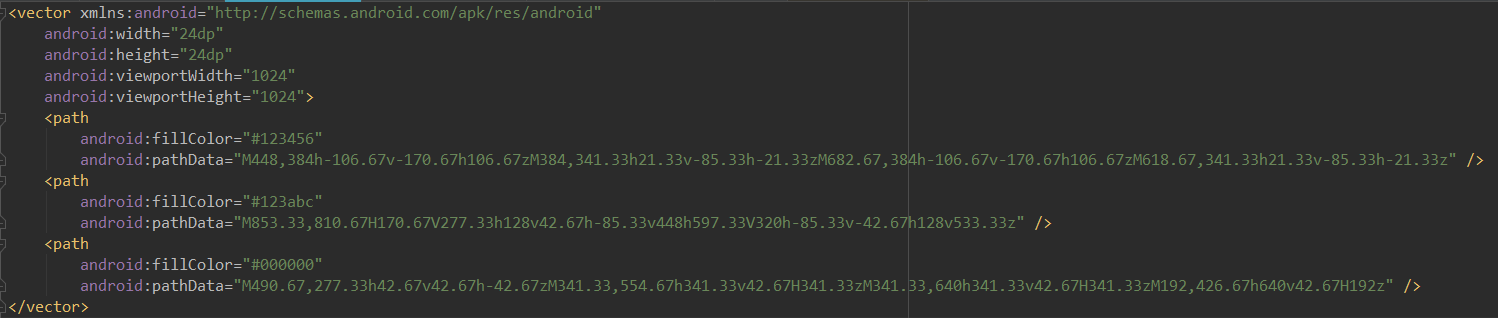 <vector xmlns:android="http://schemas.android.com/apk/res/android"
    android:width="24dp"
    android:height="24dp"
    android:viewportWidth="1024"
    android:viewportHeight="1024">
    <path
        android:fillColor="#123456"
        android:pathData="M448,384h-106.67v-170.67h106.67zM384,341.33h21.33v-85.33h-21.33zM682.67,384h-106.67v-170.67h106.67zM618.67,341.33h21.33v-85.33h-21.33z" />
    <path
        android:fillColor="#123abc"
        android:pathData="M853.33,810.67H170.67V277.33h128v42.67h-85.33v448h597.33V320h-85.33v-42.67h128v533.33z" />
    <path
        android:fillColor="#000000"
        android:pathData="M490.67,277.33h42.67v42.67h-42.67zM341.33,554.67h341.33v42.67H341.33zM341.33,640h341.33v42.67H341.33zM192,426.67h640v42.67H192z" />
</vector>